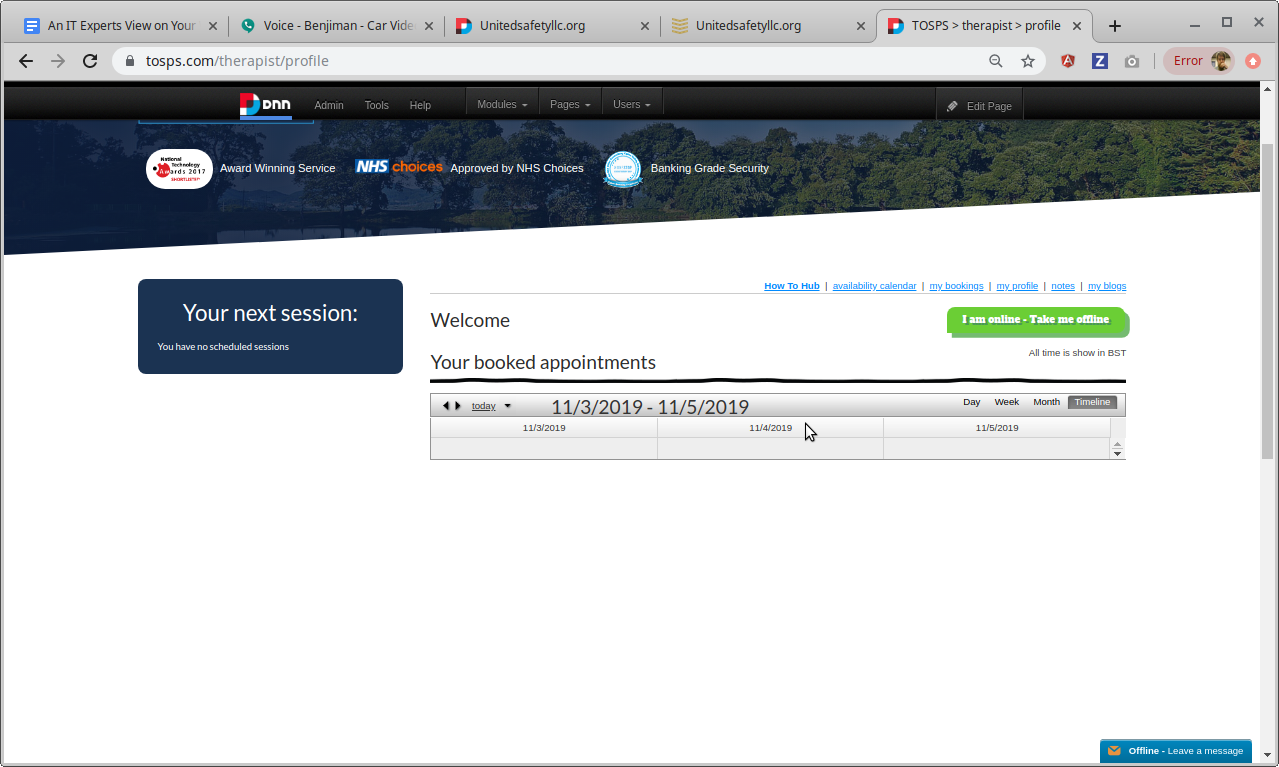 An IT Experts View on Your
Voice - Benjiman - Car Vide
Unitedsafetyllc.org
Unitedsafetyllc.org
TOSPS > therapist > profile
tosps.com/therapist/profile
Error
DNN
Admin
Tools
Help
Modules
Pages
Users
Edit Page
National
Technology
Awards 2017
Award Winning Service
NHS choices
Approved by NHS Choices
Banking Grade Security
Your next session:
You have no scheduled sessions
How To Hub | availability calendar | my bookings | my profile | notes | my blogs
Welcome
I am online - Take me offline
Your booked appointments
All time is show in BST
today
11/3/2019 - 11/5/2019
Day
Week
Month
Timeline
11/3/2019
11/4/2019
11/5/2019
Offline - Leave a message